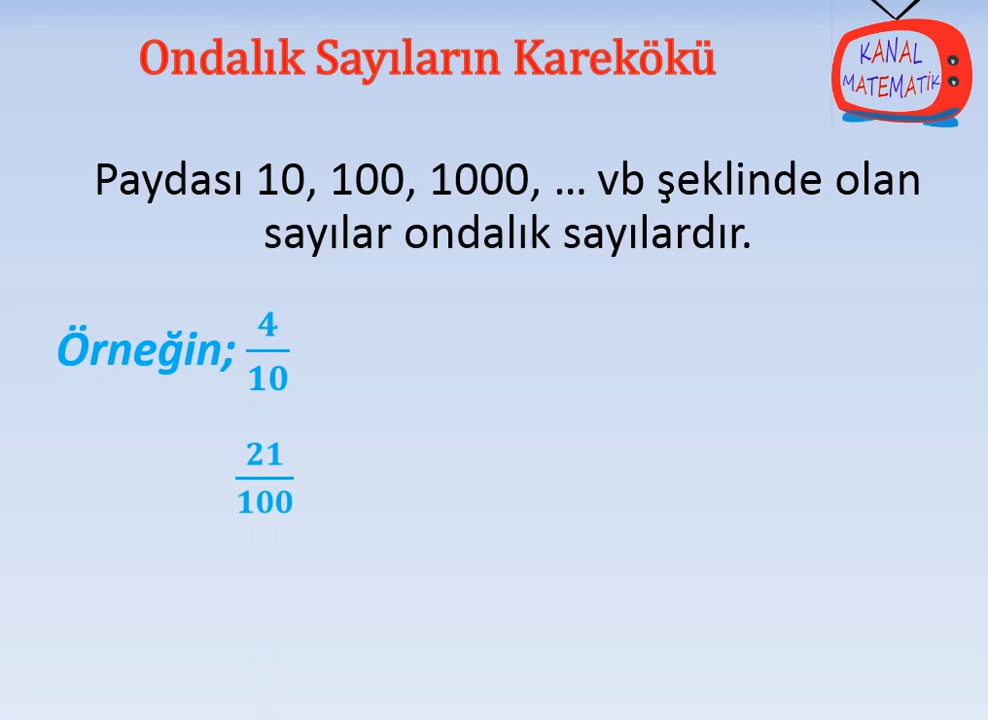 Ondalık Sayıların Karekökü
KANAL
MATEMATİK
Paydası 10, 100, 1000, ... vb şeklinde olan
sayılar ondalık sayılardır.
Örneğin; 4/10
21/100